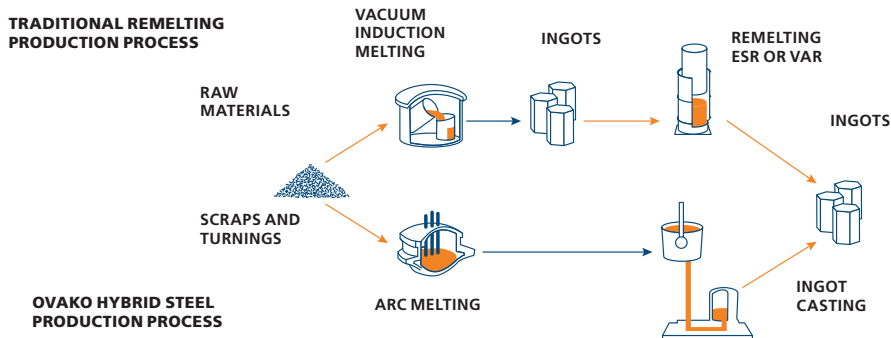 TRADITIONAL REMELTING
PRODUCTION PROCESS
VACUUM
INDUCTION
MELTING
INGOTS
REMELTING
ESR OR VAR
RAW
MATERIALS
INGOTS
SCRAPS AND
TURNINGS
ARC MELTING
INGOT
CASTING
OVAKO HYBRID STEEL
PRODUCTION PROCESS